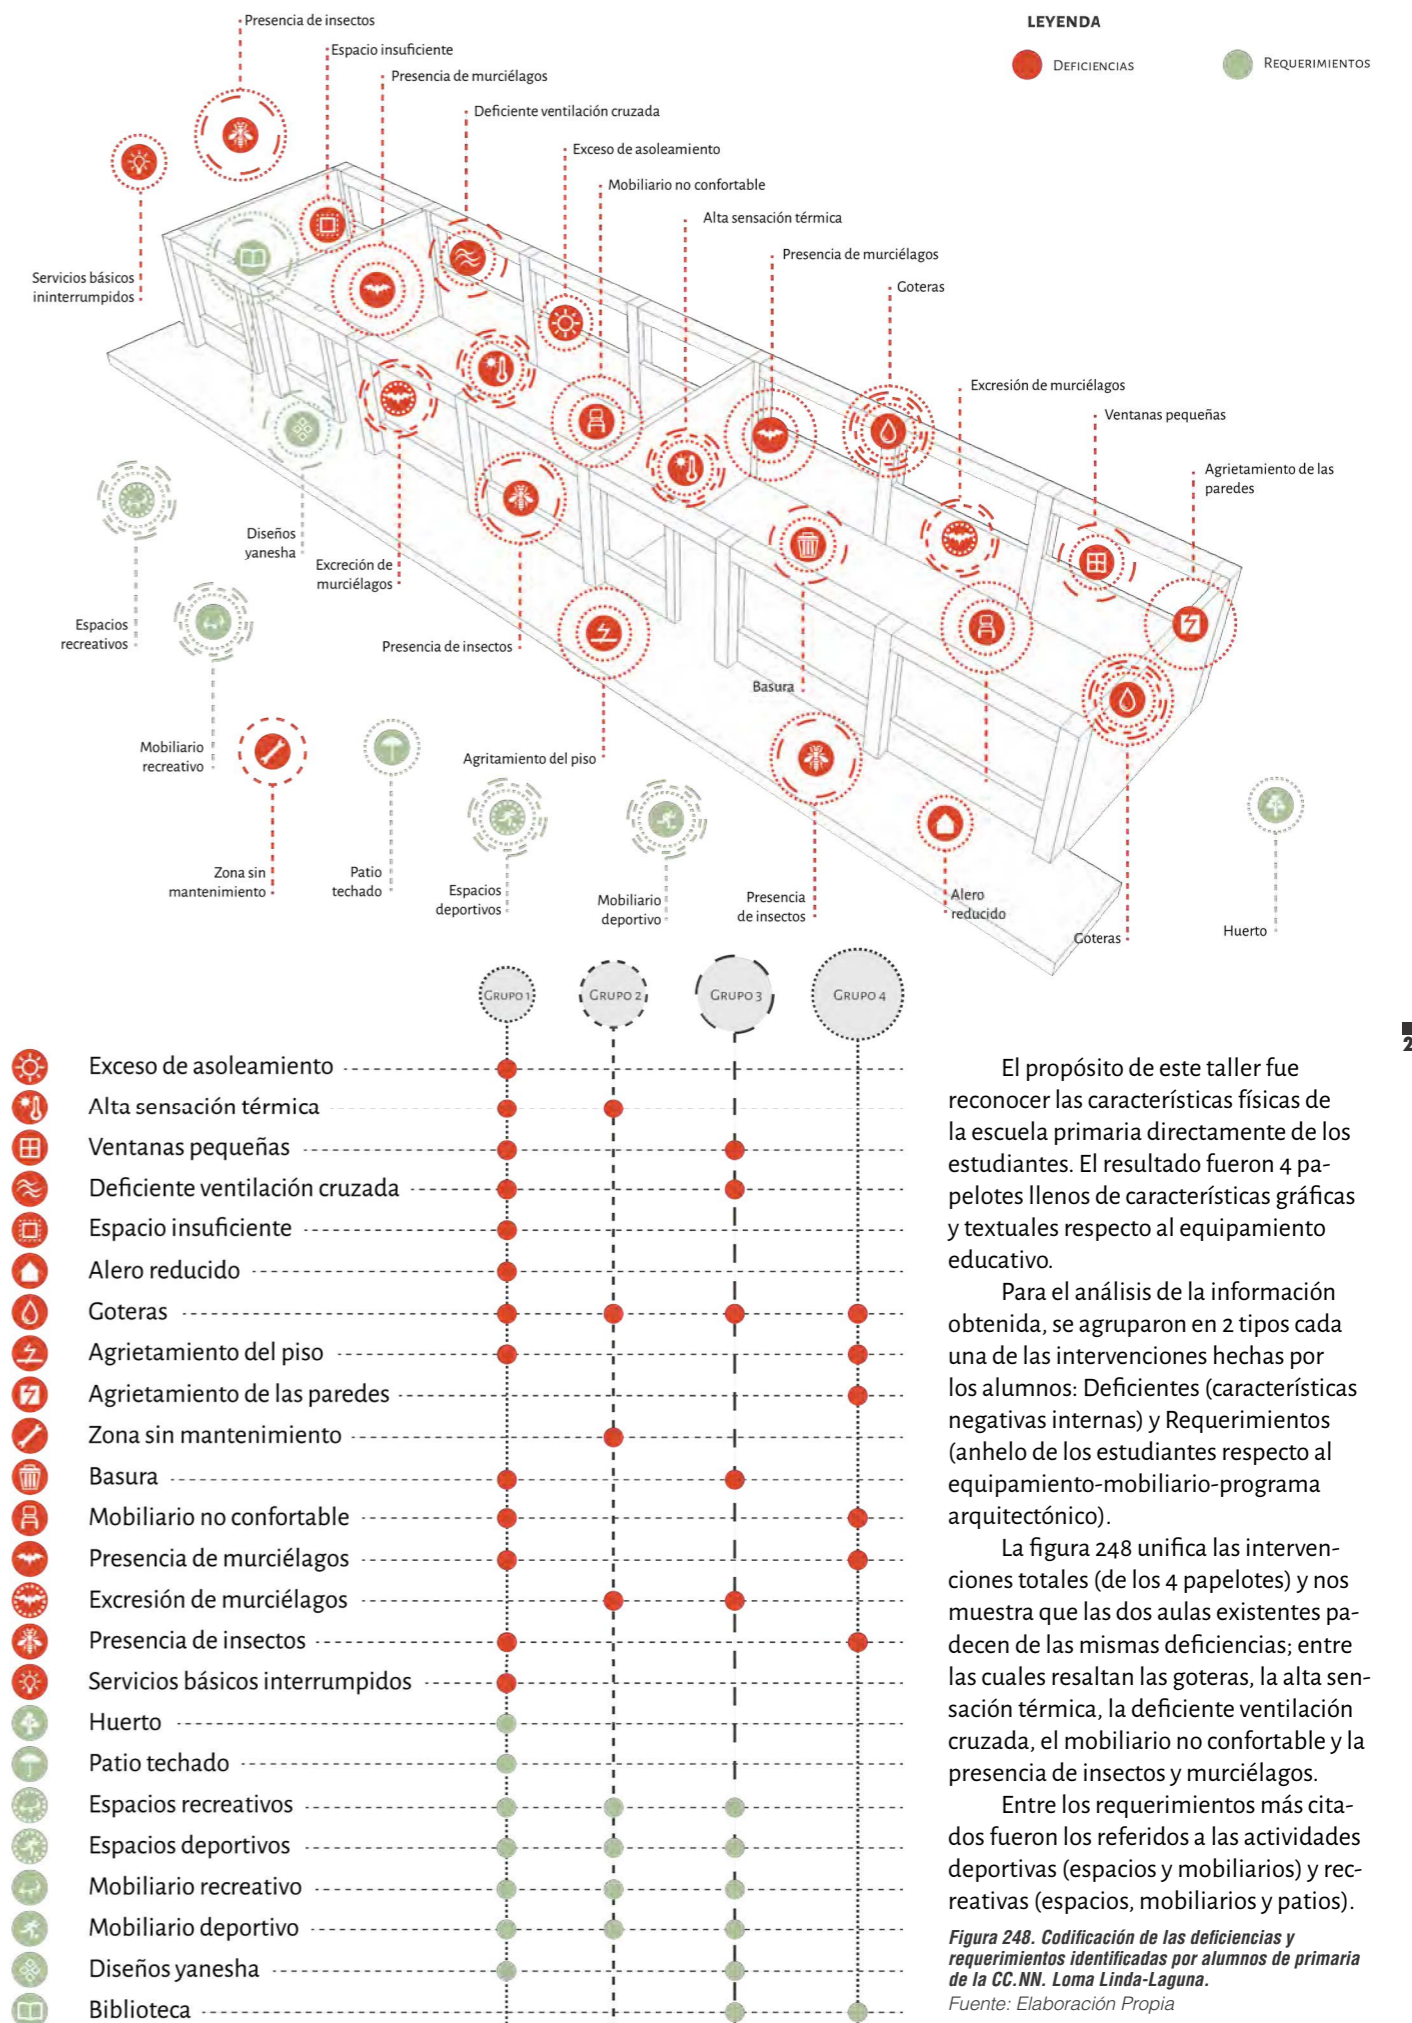 Presencia de insectos
Espacio insuficiente
Presencia de murciélagos
Deficiente ventilación cruzada
Exceso de asoleamiento
Mobiliario no confortable
Alta sensación térmica
Presencia de murciélagos
Goteras
Excresión de murciélagos
Ventanas pequeñas
Agrietamiento de las
paredes
LEYENDA
DEFICIENCIAS
REQUERIMIENTOS
Servicios básicos
ininterrumpidos
Diseños
yanesha
Excreción de
murciélagos
Espacios
recreativos
Presencia de insectos
Basura
Mobiliario
recreativo
Agritamiento del piso
Zona sin
mantenimiento
Patio
techado
Espacios
deportivos
Mobiliario
deportivo
Presencia
de insectos
Alero
reducido
Goteras
Huerto
GRUPO 1
GRUPO 2
GRUPO 3
GRUPO 4
Exceso de asoleamiento
Alta sensación térmica
Ventanas pequeñas
Deficiente ventilación cruzada
Espacio insuficiente
Alero reducido
Goteras
Agrietamiento del piso
Agrietamiento de las paredes
Zona sin mantenimiento
Basura
Mobiliario no confortable
Presencia de murciélagos
Excresión de murciélagos
Presencia de insectos
Servicios básicos interrumpidos
Huerto
Patio techado
Espacios recreativos
Espacios deportivos
Mobiliario recreativo
Mobiliario deportivo
Diseños yanesha
Biblioteca
2
El propósito de este taller fue
reconocer las características físicas de
la escuela primaria directamente de los
estudiantes. El resultado fueron 4 pa-
pelotes llenos de características gráficas
y textuales respecto al equipamiento
educativo.
Para el análisis de la información
obtenida, se agruparon en 2 tipos cada
una de las intervenciones hechas por
los alumnos: Deficientes (características
negativas internas) y Requerimientos
(anhelo de los estudiantes respecto al
equipamiento-mobiliario-programa
arquitectónico).
La figura 248 unifica las interven-
ciones totales (de los 4 papelotes) y nos
muestra que las dos aulas existentes pa-
decen de las mismas deficiencias; entre
las cuales resaltan las goteras, la alta sen-
sación térmica, la deficiente ventilación
cruzada, el mobiliario no confortable y la
presencia de insectos y murciélagos.
Entre los requerimientos más cita-
dos fueron los referidos a las actividades
deportivas (espacios y mobiliarios) y rec-
reativas (espacios, mobiliarios y patios).
Figura 248. Codificación de las deficiencias y
requerimientos identificadas por alumnos de primaria
de la CC.NN. Loma Linda-Laguna.
Fuente: Elaboración Propia